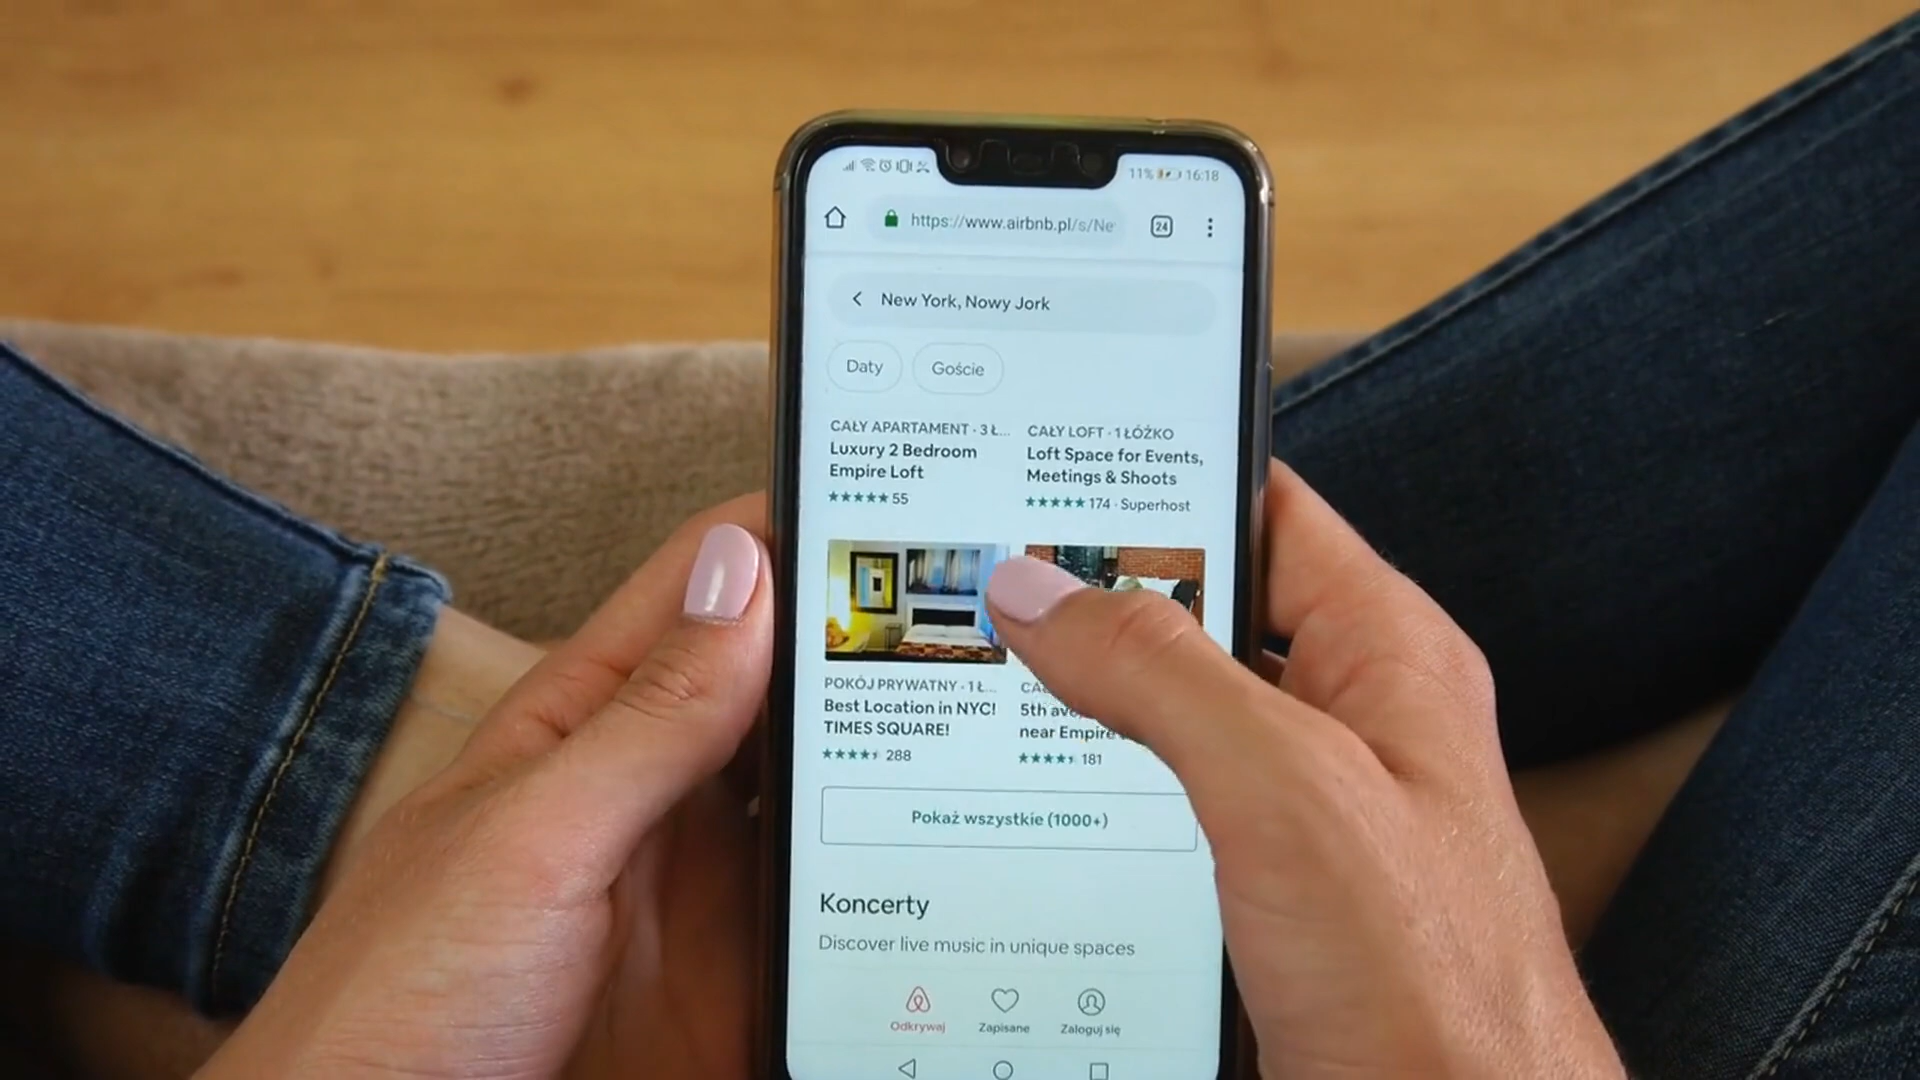 11% 16:18
https://www.airbnb.pl/s/Ne
24
New York, Nowy Jork
Daty Goście
CAŁY APARTAMENT · 3 Ł...
Luxury 2 Bedroom
Empire Loft
★★★★★ 55
CAŁY LOFT · 1 ŁÓŻKO
Loft Space for Events,
Meetings & Shoots
★★★★★ 174 · Superhost
POKÓJ PRYWATNY · 1 Ł...
Best Location in NYC!
TIMES SQUARE!
288
5th
near Empire
181
Pokaż wszystkie (1000+)
Koncerty
Discover live music in unique spaces
Odkrywaj Zapisane Zaloguj się